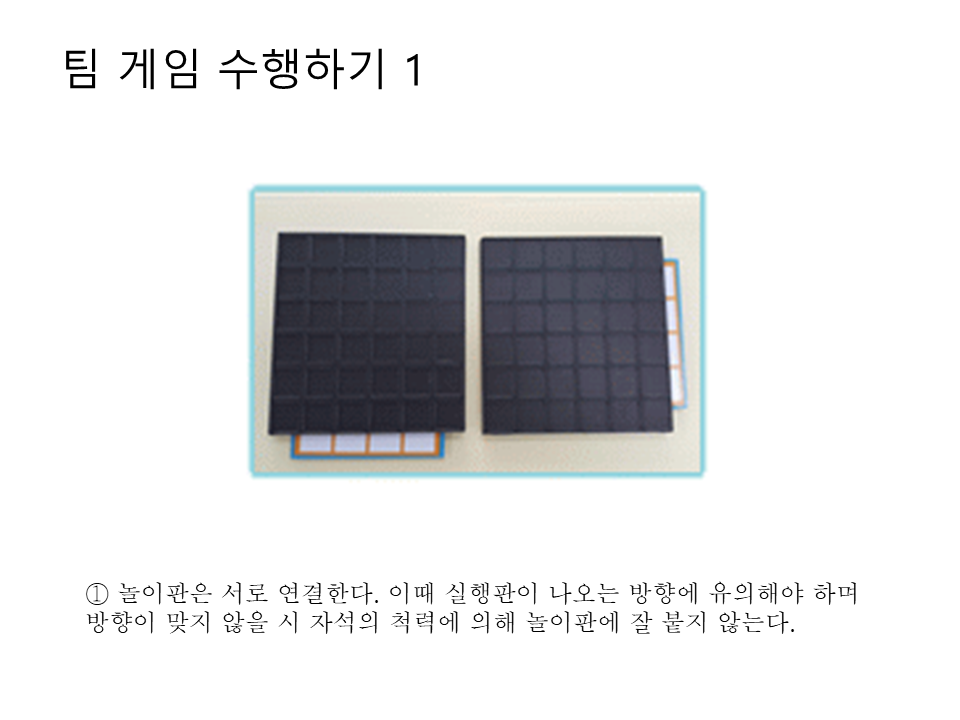 팀 게임 수행하기 1
① 놀이판은 서로 연결한다. 이때 실행판이 나오는 방향에 유의해야 하며
방향이 맞지 않을 시 자석의 척력에 의해 놀이판에 잘 붙지 않는다.